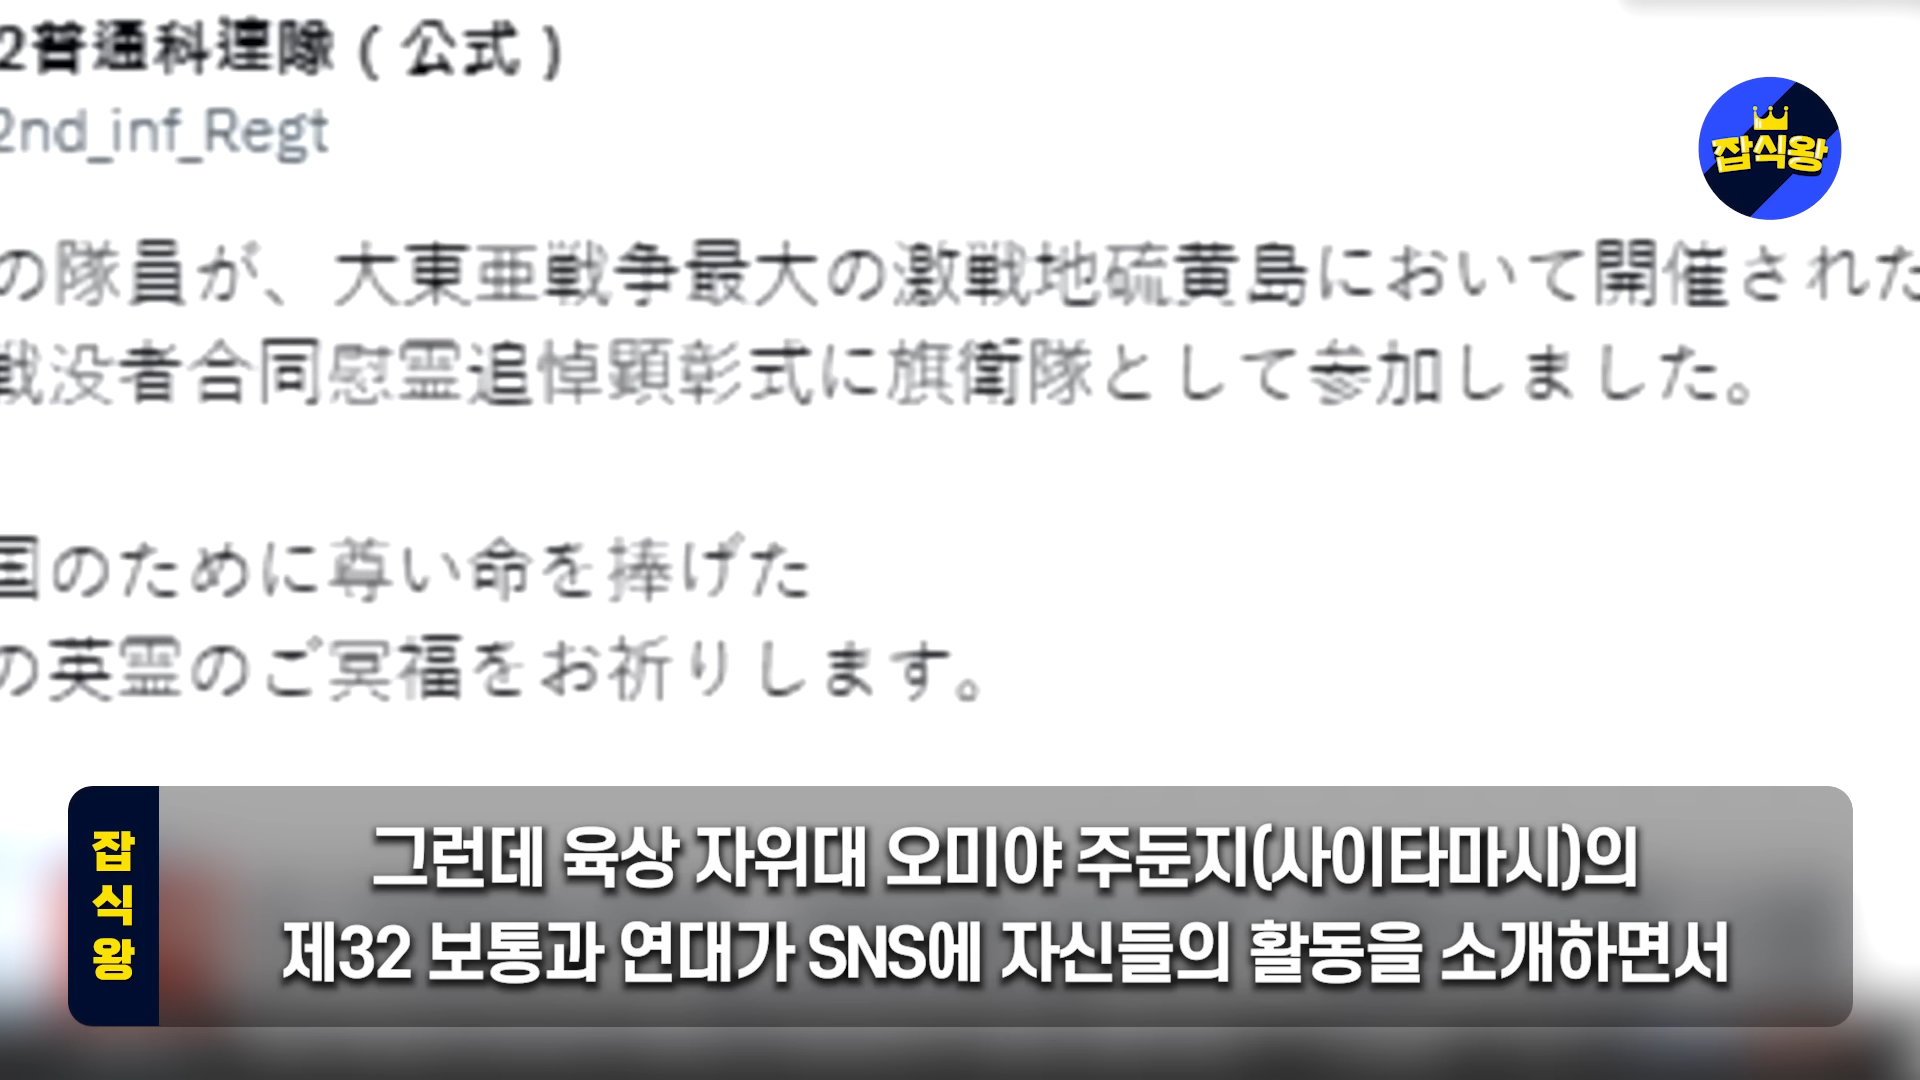 2普通科連隊（公式）
2nd_inf_Regt
잡식왕
の隊員が、大東亜戦争最大の激戦地硫黄島において開催された
戦没者合同慰霊追悼顕彰式に旗衛隊として参加しました。
国のために尊い命を捧げた
の英霊のご冥福をお祈りします。
잡식왕
그런데 육상 자위대 오미야 주둔지(사이타마시)의
제32 보통과 연대가 SNS에 자신들의 활동을 소개하면서